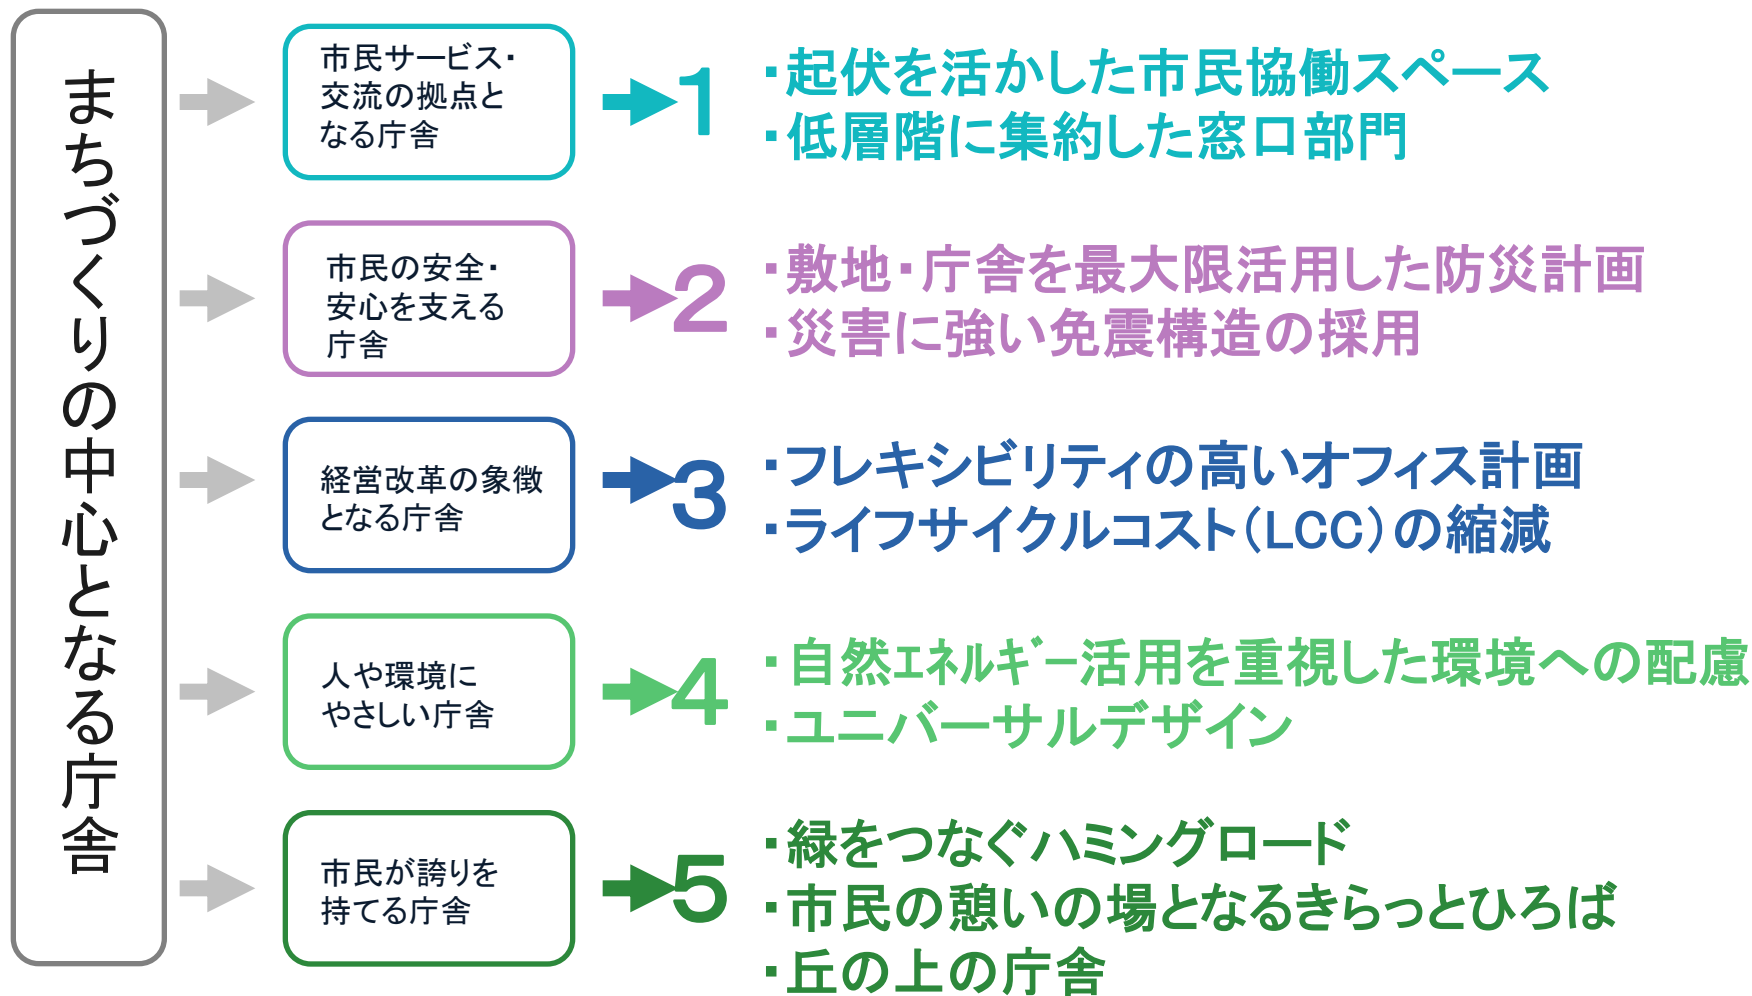 まちづくりの中心となる庁舎
市民サービス・
交流の拠点と
なる庁舎
1
・起伏を活かした市民協働スペース
・低層階に集約した窓口部門
市民の安全・
安心を支える
庁舎
2
・敷地・庁舎を最大限活用した防災計画
・災害に強い免震構造の採用
経営改革の象徴
となる庁舎
3
・フレキシビリティの高いオフィス計画
・ライフサイクルコスト(LCC)の縮減
人や環境に
やさしい庁舎
4
・自然ｴﾈﾙｷﾞｰ活用を重視した環境への配慮
・ユニバーサルデザイン
市民が誇りを
持てる庁舎
5
・緑をつなぐハミングロード
・市民の憩いの場となるきらっとひろば
・丘の上の庁舎